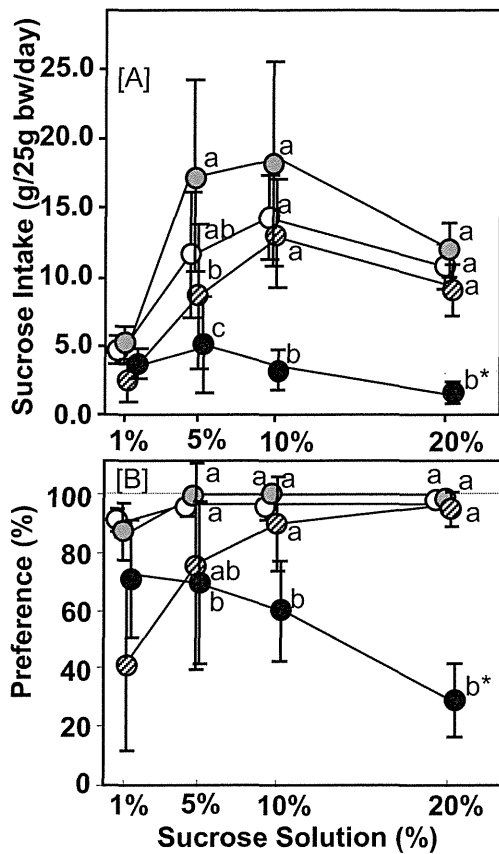 Sucrose Intake (g/25g bw/day)
25.0
20.0
15.0
10.0
5.0
0.0
[A]
a
a
ab
a
b
a
c
b
a
a
a
b*
1%
5%
10%
20%
Preference (%)
100
80
60
40
20
0
[B]
a
a
a
a
a
a
a
a
a
ab
b
b
b*
1%
5%
10%
20%
Sucrose Solution (%)